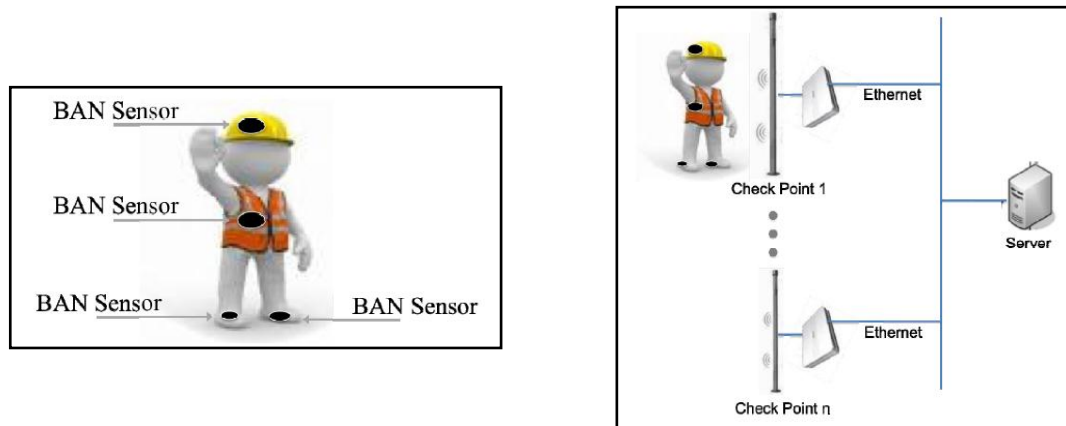 BAN Sensor
BAN Sensor
BAN Sensor
BAN Sensor
Ethernet
Check Point 1
Server
Ethernet
Check Point n